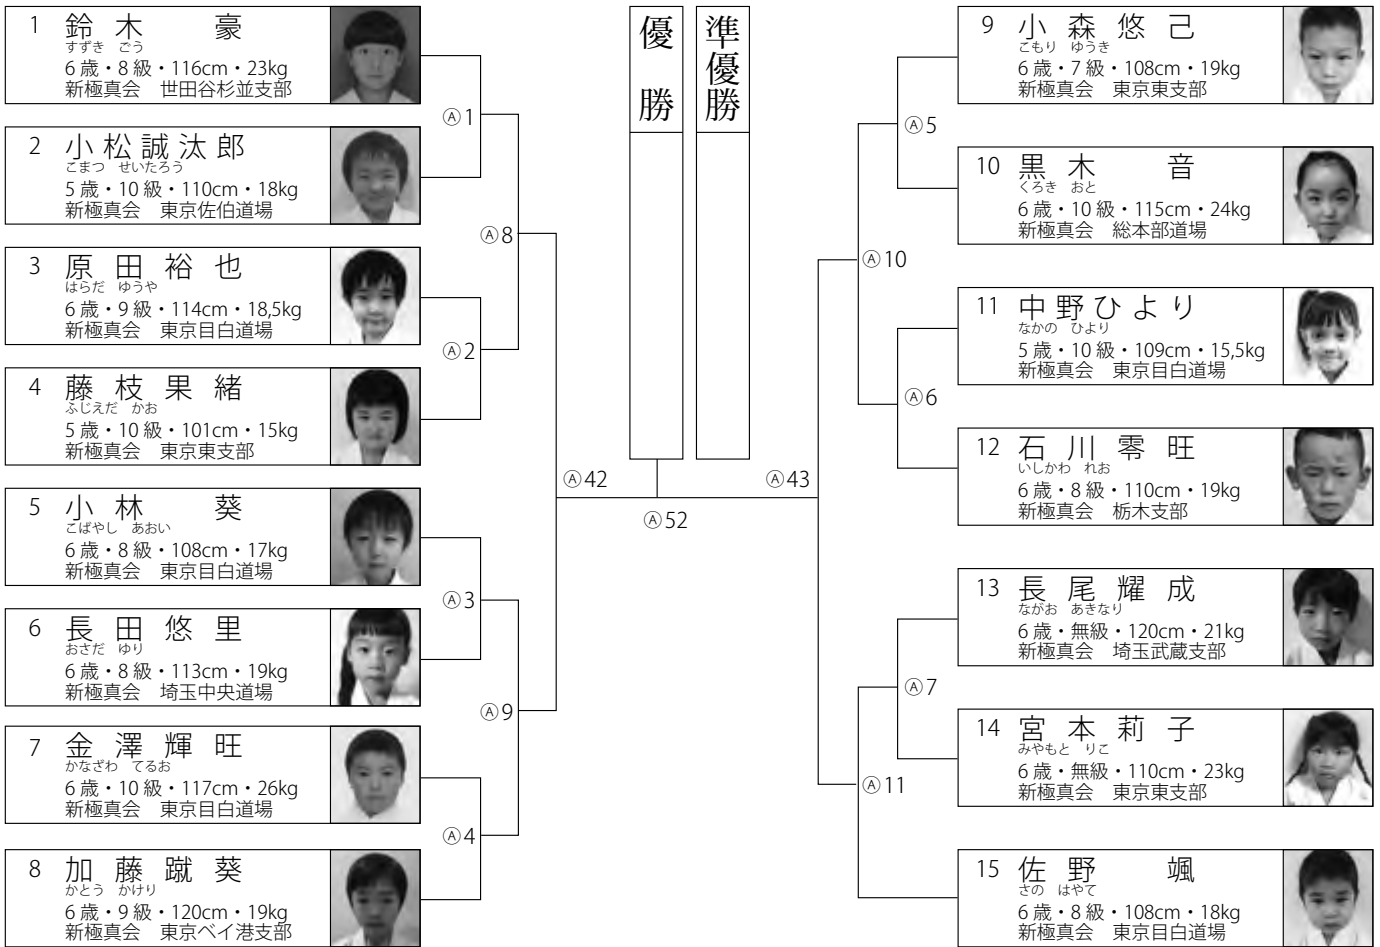 1 鈴木 豪
すずき ごう
6歳・8級・116cm・23kg
新極真会 世田谷杉並支部
2 小松誠汰郎
こまつ せいたろう
5歳・10級・110cm・18kg
新極真会 東京佐伯道場
3 原田裕也
はらだ ゆうや
6歳・9級・114cm・18,5kg
新極真会 東京目白道場
4 藤枝果緒
ふじえだ かお
5歳・10級・101cm・15kg
新極真会 東京東支部
5 小林 葵
こばやし あおい
6歳・8級・108cm・17kg
新極真会 東京目白道場
6 長田悠里
おさだ ゆり
6歳・8級・113cm・19kg
新極真会 埼玉中央道場
7 金澤輝旺
かなざわ てるお
6歳・10級・117cm・26kg
新極真会 東京目白道場
8 加藤蹴葵
かとう かけり
6歳・9級・120cm・19kg
新極真会 東京ベイ港支部
Ⓐ1
Ⓐ8
Ⓐ2
Ⓐ42
Ⓐ3
Ⓐ9
Ⓐ4
優勝
準優勝
Ⓐ52
Ⓐ43
Ⓐ5
Ⓐ10
Ⓐ6
Ⓐ7
Ⓐ11
9 小森悠己
こもり ゆうき
6歳・7級・108cm・19kg
新極真会 東京東支部
10 黒木 音
くろき おと
6歳・10級・115cm・24kg
新極真会 総本部道場
11 中野ひより
なかの ひより
5歳・10級・109cm・15,5kg
新極真会 東京目白道場
12 石川零旺
いしかわ れお
6歳・8級・110cm・19kg
新極真会 栃木支部
13 長尾耀成
ながお あきなり
6歳・無級・120cm・21kg
新極真会 埼玉武蔵支部
14 宮本莉子
みやもと りこ
6歳・無級・110cm・23kg
新極真会 東京東支部
15 佐野 颯
さの はやて
6歳・8級・108cm・18kg
新極真会 東京目白道場